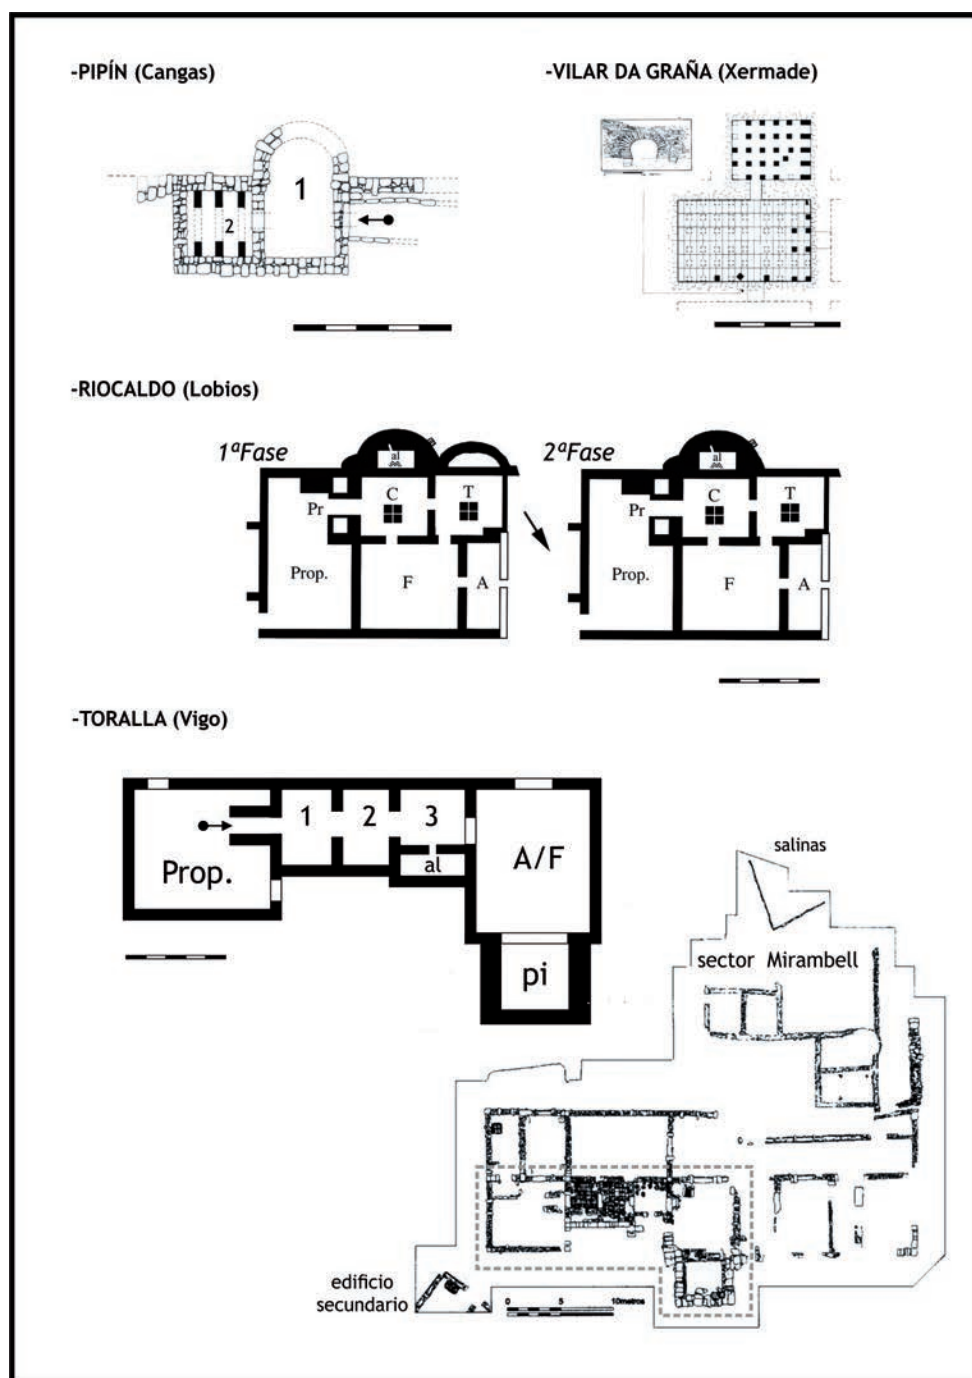 -PIPÍN (Cangas)
-VILAR DA GRAÑA (Xermade)
1
2
-RIOCALDO (Lobios)
1ªFase
al
C
T
Pr
Prop.
F
A
2ªFase
al
C
T
Pr
Prop.
F
A
-TORALLA (Vigo)
1
2
3
Prop.
al
A/F
pi
salinas
sector Mirambell
edificio
secundario
0 5 10metros